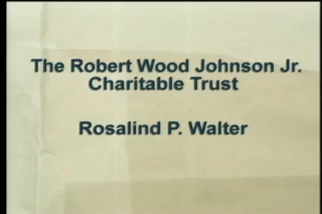 The Robert Wood Johnson Jr.
Charitable Trust
Rosalind P. Walter